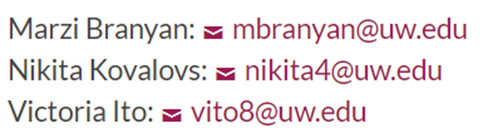 Marzi Branyan: mbranyan@uw.edu
Nikita Kovalovs: nikita4@uw.edu
Victoria Ito: vito8@uw.edu